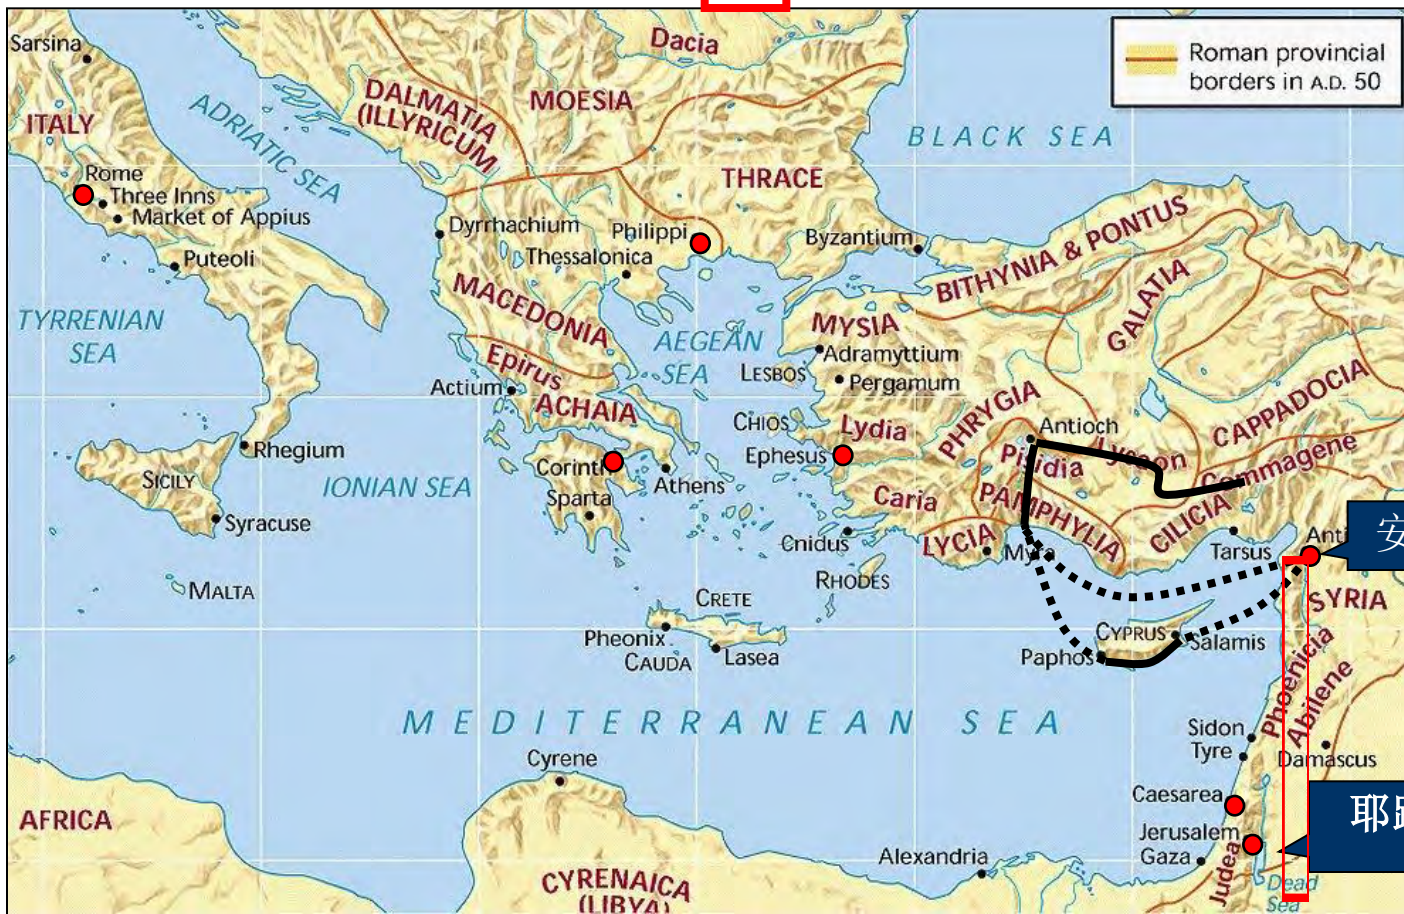 Sarsina
Dacia
Roman provincial
borders in A.D. 50
DALMATIA
(ILLYRICUM)
MOESIA
ITALY
ADRIATIC SEA
BLACK SEA
Rome
Three Inns
Market of Appius
THRACE
Puteoli
Dyrrhachium
Philippi
Thessalonica
Byzantium
BITHYNIA & PONTUS
GALATIA
TYRRENIAN
SEA
MACEDONIA
AEGEAN
SEA
MYSIA
Adramyttium
LESBOS
Pergamum
Epirus
Actium
ACHAIA
PHRYGIA
CAPPADOCIA
CHIOS
Lydia
Antioch
Rhegium
Corinth
Athens
Ephesus
Pisidia
Commagene
SICILY
IONIAN SEA
Sparta
Caria
PAMPHYLIA
CILICIA
Syracuse
Cnidus
LYCIA
Myra
Tarsus
Anti
安
MALTA
RHODES
SYRIA
CRETE
Pheonix
CAUDA
Lasea
CYPRUS
Salamis
Paphos
Phoenicia
Abilene
MEDITERRANEAN SEA
Sidon
Tyre
Damascus
Cyrene
Caesarea
AFRICA
Jerusalem
耶
Gaza
Judea
Alexandria
CYRENAICA
(LIBYA)
Dead
Sea